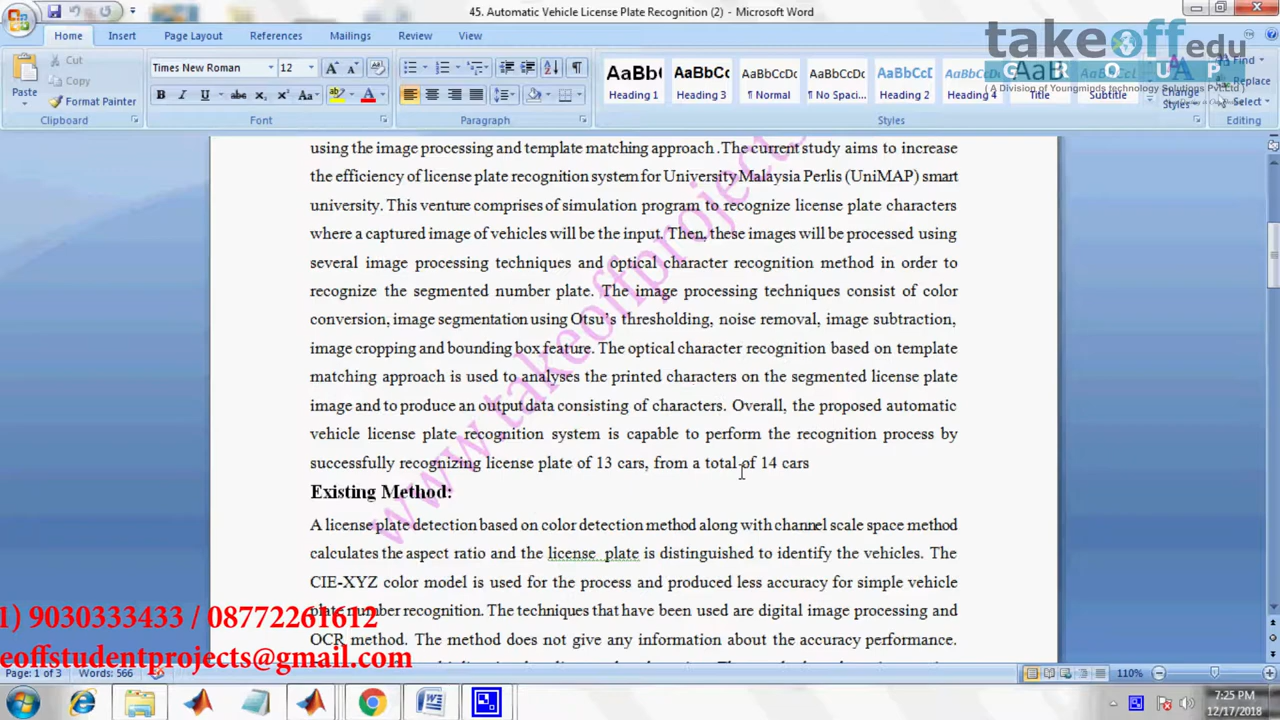 45. Automatic Vehicle License Plate Recognition (2) - Microsoft Word
Home Insert Page Layout References Mailings Review View
takeoff edu
GROUP
( A Division of Youngminds technology Solutions Pvt.Ltd )
Cut
Copy
Format Painter
Paste
Times New Roman 12
AaBbC AaBbCc AaBbCcDc AaBbCcDc AaBbCc AaBbCcD AaB AaBbCcD
Heading 1 Heading 3 ¶ Normal ¶ No Spaci... Heading 2 Heading 4 Title Subtitle
Change
Styles
Find
Replace
Select
Clipboard Font Paragraph Styles Editing
using the image processing and template matching approach .The current study aims to increase
the efficiency of license plate recognition system for University Malaysia Perlis (UniMAP) smart
university. This venture comprises of simulation program to recognize license plate characters
where a captured image of vehicles will be the input. Then, these images will be processed using
several image processing techniques and optical character recognition method in order to
recognize the segmented number plate. The image processing techniques consist of color
conversion, image segmentation using Otsu’s thresholding, noise removal, image subtraction,
image cropping and bounding box feature. The optical character recognition based on template
matching approach is used to analyses the printed characters on the segmented license plate
image and to produce an output data consisting of characters. Overall, the proposed automatic
vehicle license plate recognition system is capable to perform the recognition process by
successfully recognizing license plate of 13 cars, from a total of 14 cars
Existing Method:
A license plate detection based on color detection method along with channel scale space method
calculates the aspect ratio and the license plate is distinguished to identify the vehicles. The
CIE-XYZ color model is used for the process and produced less accuracy for simple vehicle
plate number recognition. The techniques that have been used are digital image processing and
OCR method. The method does not give any information about the accuracy performance.
www.takeoffproject
1) 9030333433 / 08772261612
eoffstudentprojects@gmail.com
Page: 1 of 3 Words: 566 110%
7:25 PM
12/17/2018